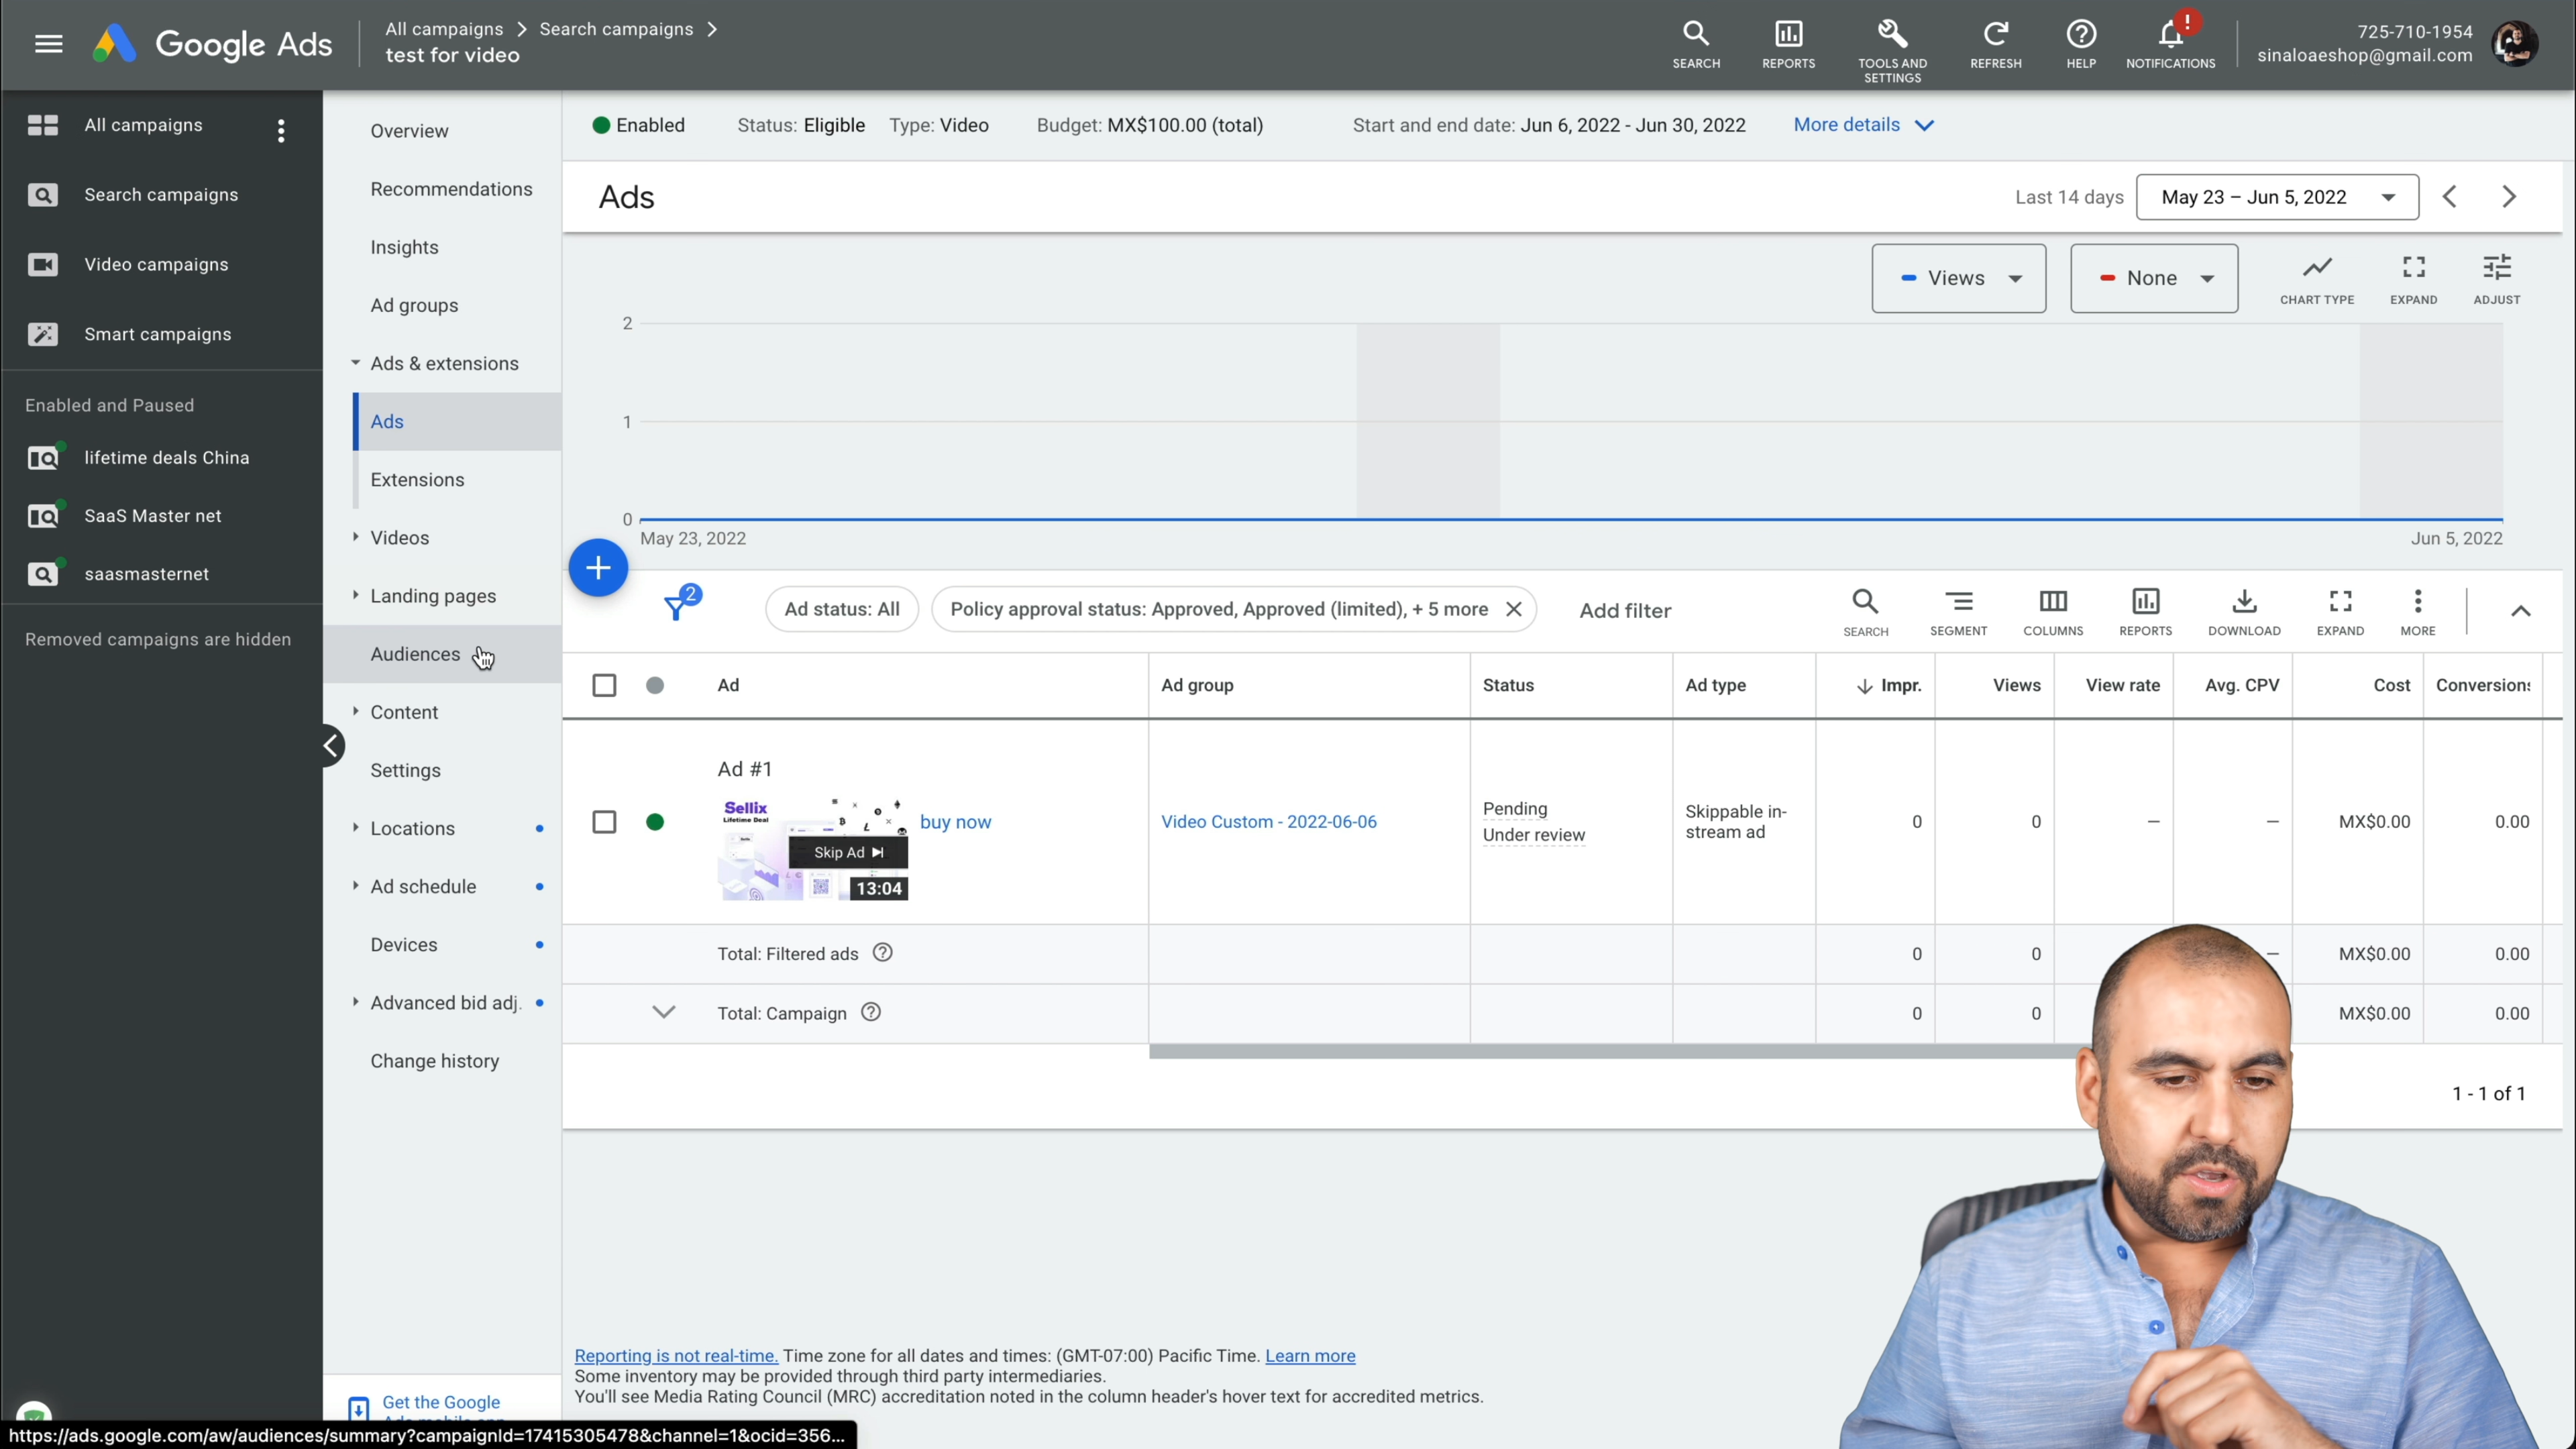 Google Ads
All campaigns
Search campaigns
test for video
SEARCH
REPORTS
TOOLS AND
SETTINGS
REFRESH
HELP
!
NOTIFICATIONS
725-710-1954
sinaloaeshop@gmail.com
All campaigns
Search campaigns
Video campaigns
Smart campaigns
Enabled and Paused
lifetime deals China
SaaS Master net
saasmasternet
Removed campaigns are hidden
Overview
Recommendations
Insights
Ad groups
Ads & extensions
Ads
Extensions
Videos
Landing pages
Audiences
Content
Settings
Locations
Ad schedule
Devices
Advanced bid adj.
Change history
Get the Google
Enabled
Status: Eligible
Type: Video
Budget: MX$100.00 (total)
Start and end date: Jun 6, 2022 - Jun 30, 2022
More details
Ads
Last 14 days
May 23 – Jun 5, 2022
Views
None
CHART TYPE
EXPAND
ADJUST
2
1
0
May 23, 2022
Jun 5, 2022
2
Ad status: All
Policy approval status: Approved, Approved (limited), + 5 more
Add filter
SEARCH
SEGMENT
COLUMNS
REPORTS
DOWNLOAD
EXPAND
MORE
Ad
Ad group
Status
Ad type
Impr.
Views
View rate
Avg. CPV
Cost
Conversions
Ad #1
Sellix
Lifetime Deal
Skip Ad
13:04
buy now
Video Custom - 2022-06-06
Pending
Under review
Skippable in-
stream ad
0
0
–
–
MX$0.00
0.00
Total: Filtered ads
0
0
–
MX$0.00
0.00
Total: Campaign
0
0
MX$0.00
0.00
1 - 1 of 1
Reporting is not real-time. Time zone for all dates and times: (GMT-07:00) Pacific Time. Learn more
Some inventory may be provided through third party intermediaries.
You'll see Media Rating Council (MRC) accreditation noted in the column header's hover text for accredited metrics.
https://ads.google.com/aw/audiences/summary?campaignId=17415305478&channel=1&ocid=356...